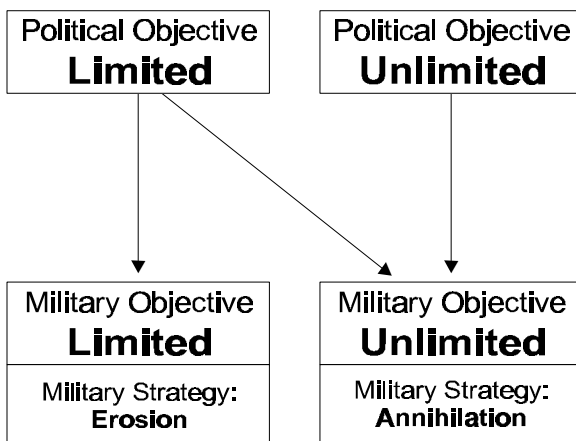 Political Objective
Limited
Political Objective
Unlimited
Military Objective
Limited
Military Strategy:
Erosion
Military Objective
Unlimited
Military Strategy:
Annihilation